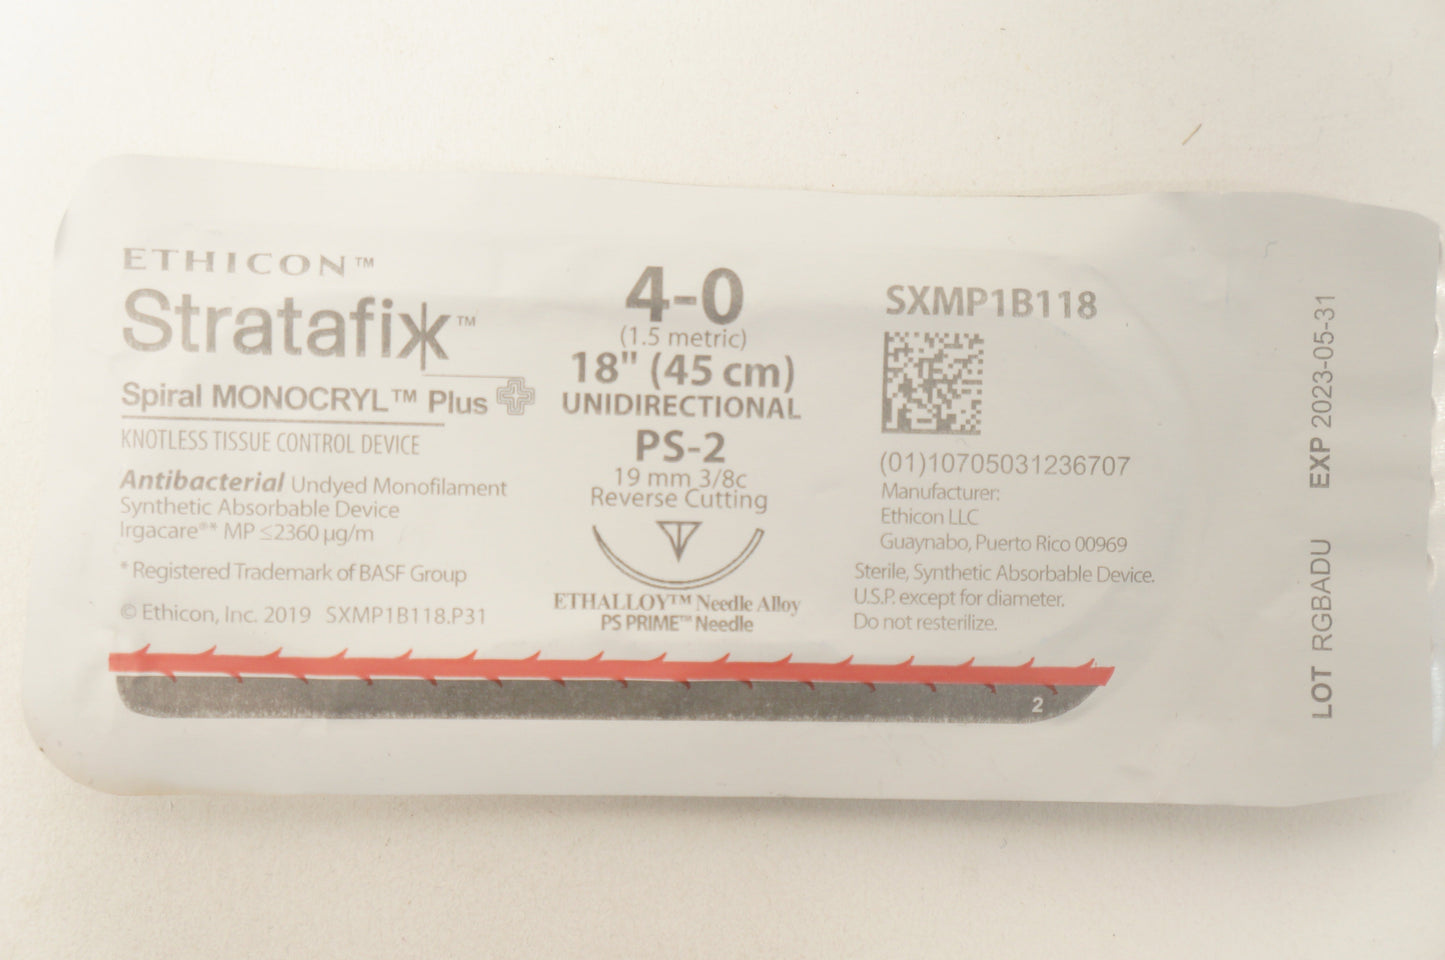 ETHICON™
Stratafix™
Spiral MONOCRYL™ Plus
KNOTLESS TISSUE CONTROL DEVICE
Antibacterial Undyed Monofilament
Synthetic Absorbable Device
Irgacare®* MP ≤2360 µg/m
* Registered Trademark of BASF Group
© Ethicon, Inc. 2019 SXMP1B118.P31
4-0
(1.5 metric)
18" (45 cm)
UNIDIRECTIONAL
PS-2
19 mm 3/8c
Reverse Cutting
ETHALLOY™ Needle Alloy
PS PRIME™ Needle
SXMP1B118
(01)10705031236707
Manufacturer:
Ethicon LLC
Guaynabo, Puerto Rico 00969
Sterile, Synthetic Absorbable Device.
U.S.P. except for diameter.
Do not resterilize.
2
LOT RGBADU EXP 2023-05-31